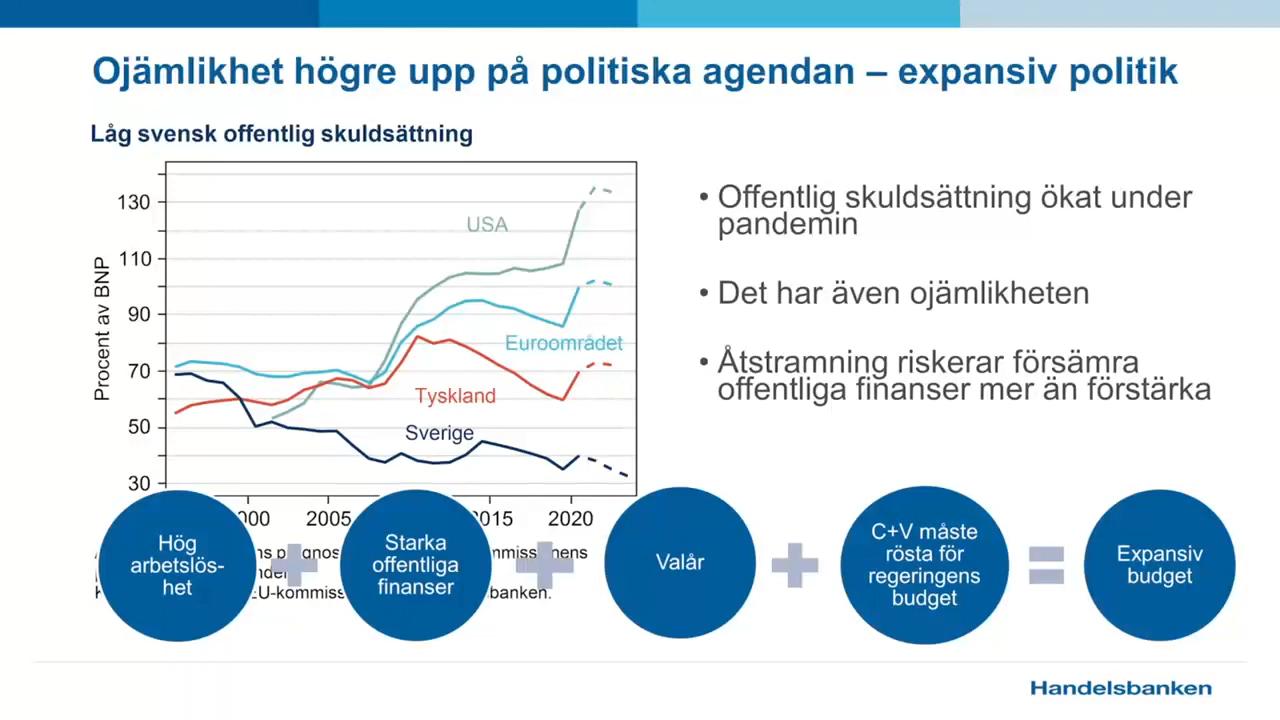 Ojämlikhet högre upp på politiska agendan – expansiv politik
Låg svensk offentlig skuldsättning
Procent av BNP
130
110
90
70
50
30
USA
Euroområdet
Tyskland
Sverige
2005
2020
• Offentlig skuldsättning ökat under
pandemin
• Det har även ojämlikheten
• Åtstramning riskerar försämra
offentliga finanser mer än förstärka
Hög
arbetslös-
het
Starka
offentliga
finanser
Valår
C+V måste
rösta för
regeringens
budget
Expansiv
budget
Handelsbanken